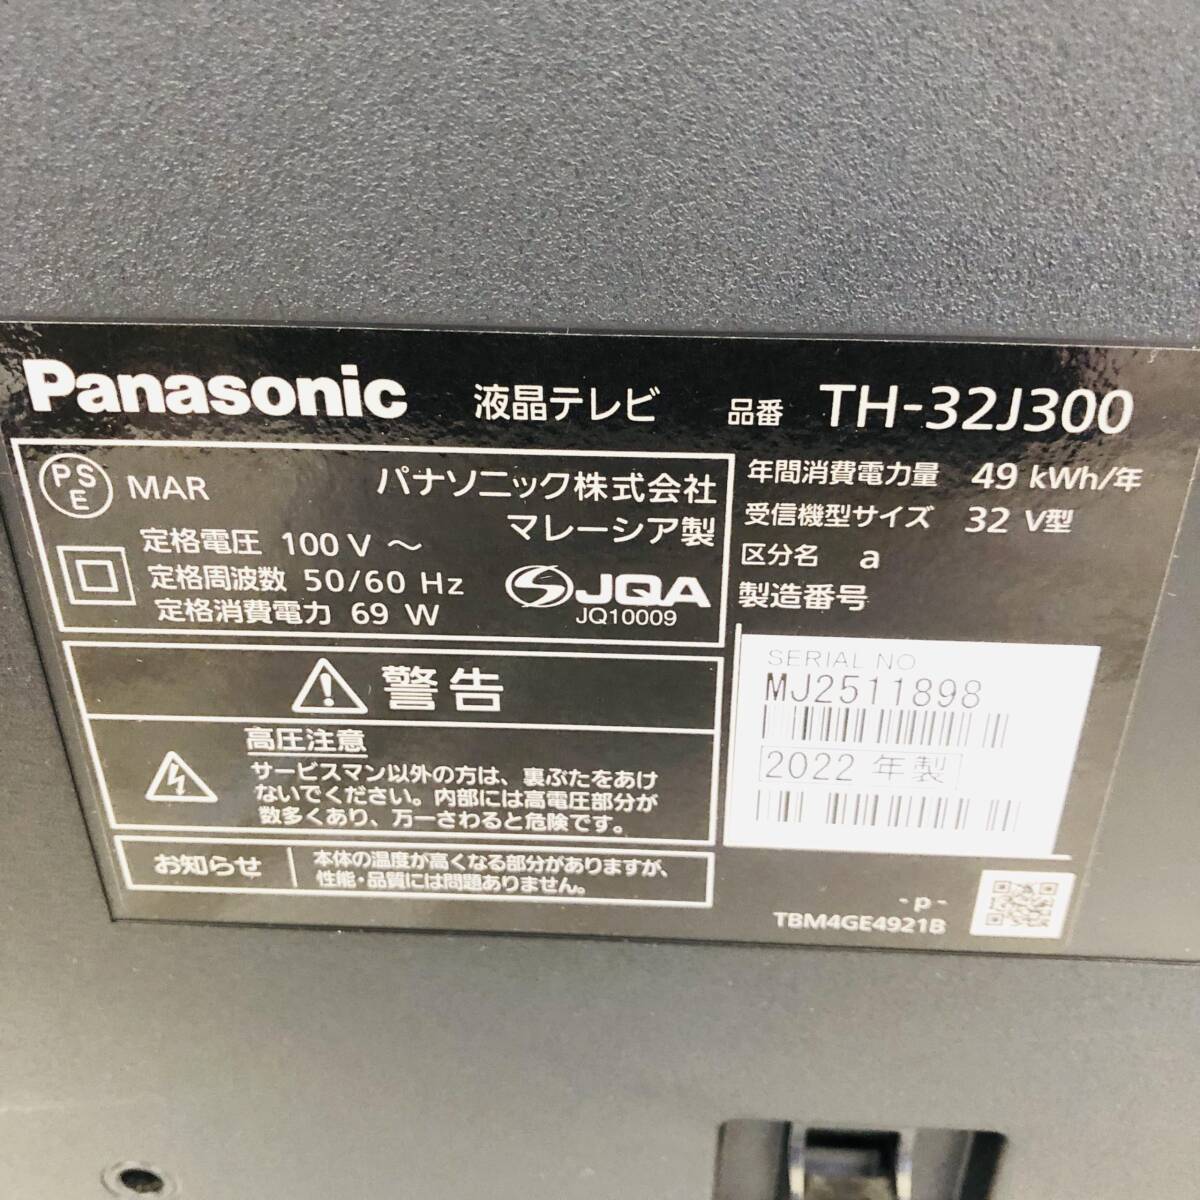 Panasonic 液晶テレビ 品番 TH-32J300
PS
E
MAR
パナソニック株式会社
マレーシア製
定格電圧 100 V ～
定格周波数 50/60 Hz
定格消費電力 69 W
JQA
JQ10009
年間消費電力量 49 kWh/年
受信機型サイズ 32 V型
区分名 a
製造番号
SERIAL NO
MJ2511898
2022 年製
警告
高圧注意
サービスマン以外の方は、裏ぶたをあけ
ないでください。内部には高電圧部分が
数多くあり、万一さわると危険です。
お知らせ
本体の温度が高くなる部分がありますが、
性能・品質には問題ありません。
- p -
TBM4GE4921B